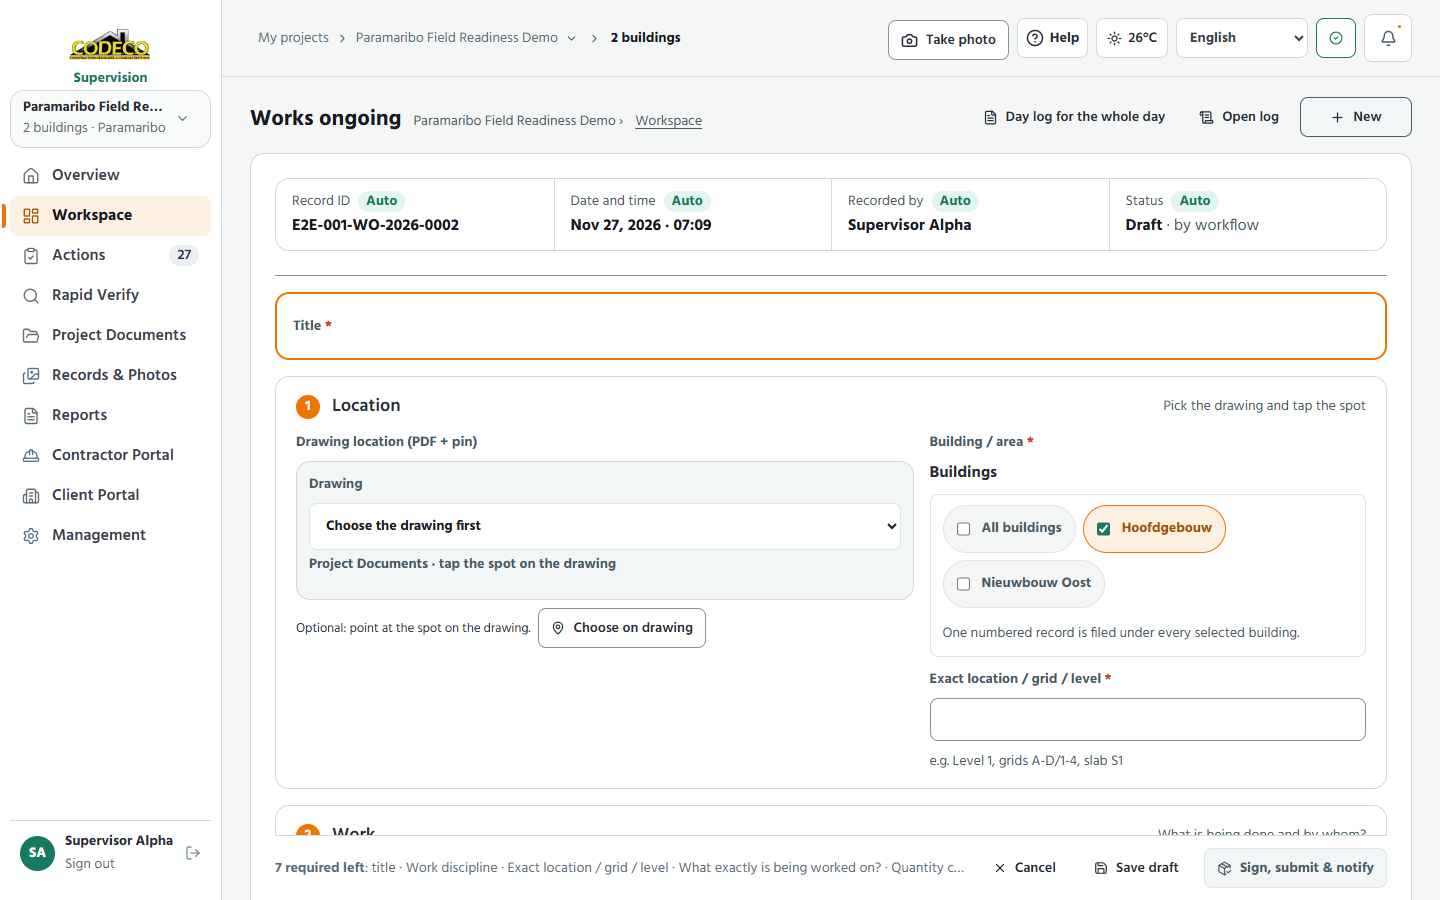 CODECO
Supervision
Paramaribo Field Re...
2 buildings · Paramaribo
Overview
Workspace
Actions 27
Rapid Verify
Project Documents
Records & Photos
Reports
Contractor Portal
Client Portal
Management
SA
Supervisor Alpha
Sign out
My projects > Paramaribo Field Readiness Demo > 2 buildings
Take photo
Help
26°C
English
Works ongoing Paramaribo Field Readiness Demo › Workspace
Day log for the whole day
Open log
+ New
Record ID Auto
E2E-001-WO-2026-0002
Date and time Auto
Nov 27, 2026 · 07:09
Recorded by Auto
Supervisor Alpha
Status Auto
Draft · by workflow
Title *
1 Location
Pick the drawing and tap the spot
Drawing location (PDF + pin)
Drawing
Choose the drawing first
Project Documents · tap the spot on the drawing
Optional: point at the spot on the drawing.
Choose on drawing
Building / area *
Buildings
All buildings
Hoofdgebouw
Nieuwbouw Oost
One numbered record is filed under every selected building.
Exact location / grid / level *
e.g. Level 1, grids A-D/1-4, slab S1
2 Work
What is being done and by whom?
7 required left: title · Work discipline · Exact location / grid / level · What exactly is being worked on? · Quantity c...
Cancel
Save draft
Sign, submit & notify